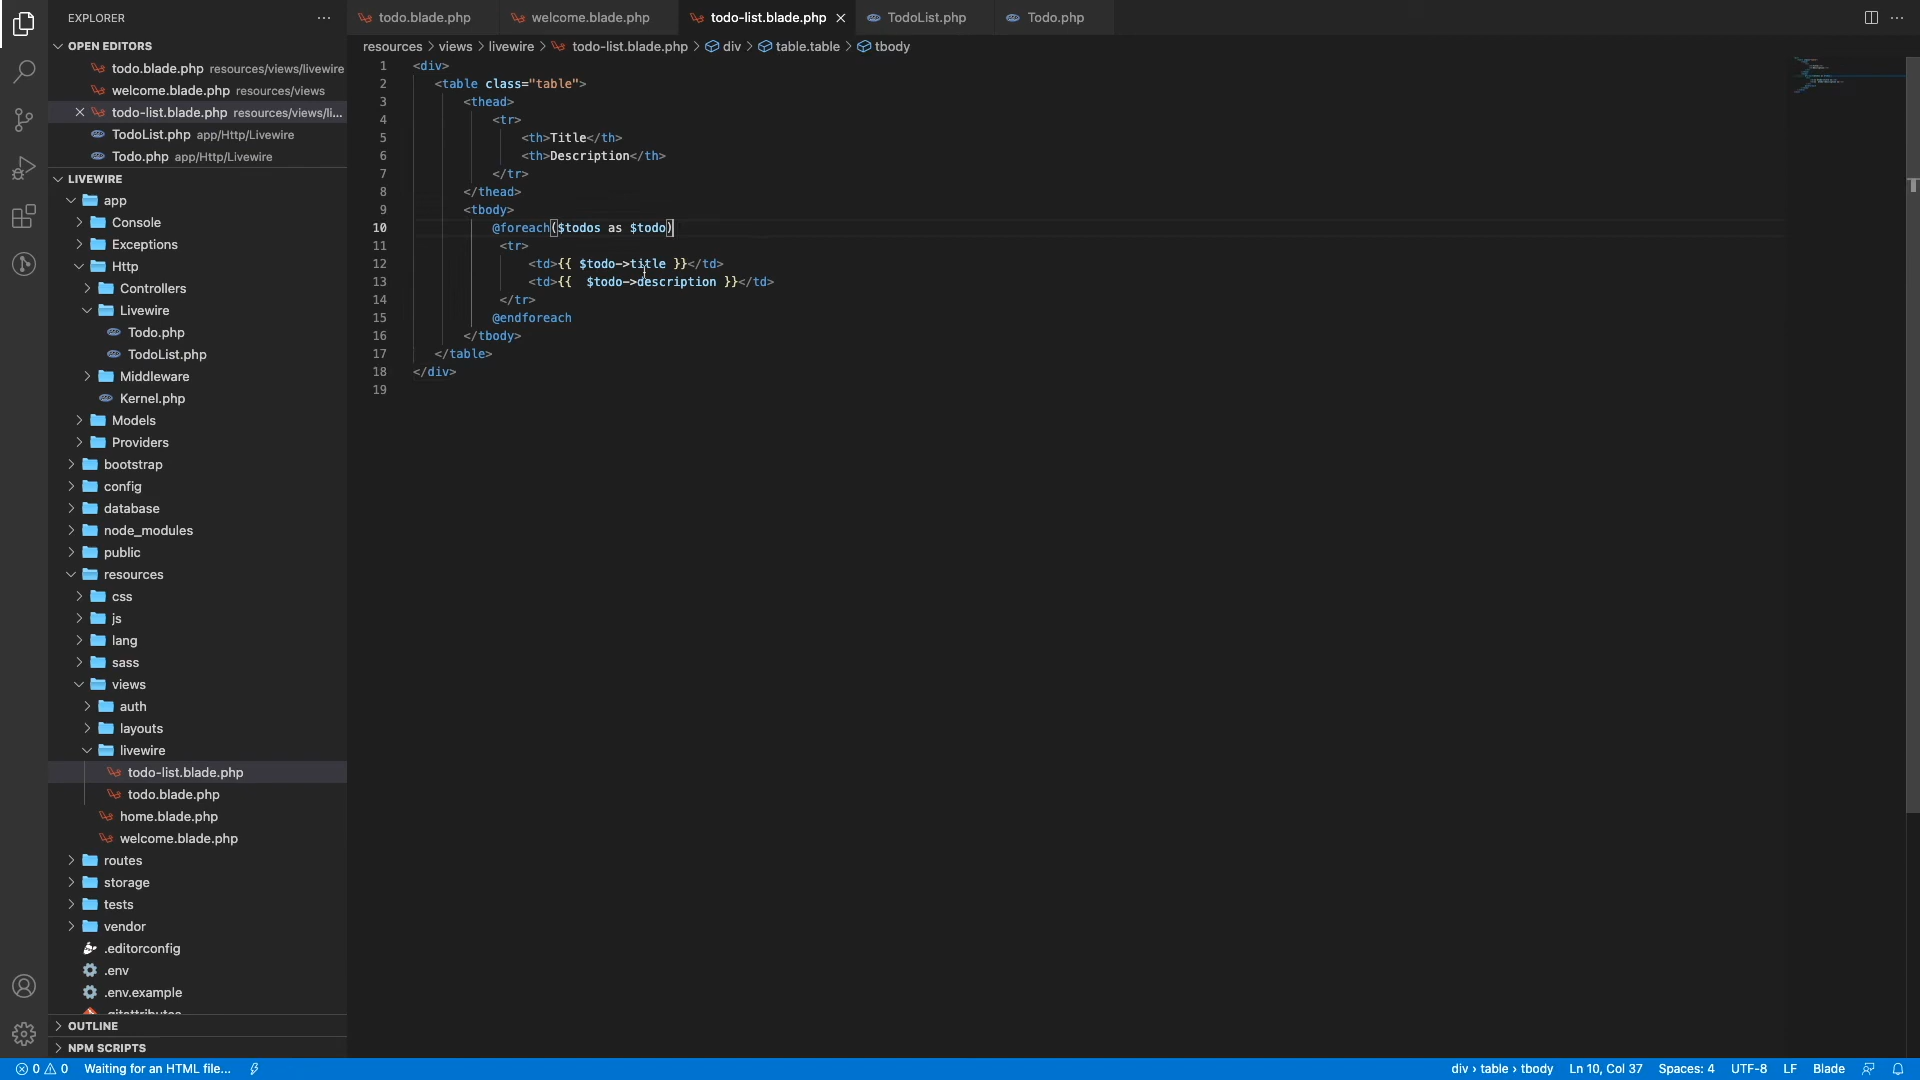 EXPLORER
OPEN EDITORS
todo.blade.php resources/views/livewire
welcome.blade.php resources/views
todo-list.blade.php resources/views/li...
TodoList.php app/Http/Livewire
Todo.php app/Http/Livewire
LIVEWIRE
app
Console
Exceptions
Http
Controllers
Livewire
Todo.php
TodoList.php
Middleware
Kernel.php
Models
Providers
bootstrap
config
database
node_modules
public
resources
css
js
lang
sass
views
auth
layouts
livewire
todo-list.blade.php
todo.blade.php
home.blade.php
welcome.blade.php
routes
storage
tests
vendor
.editorconfig
.env
.env.example
.gitattributes
OUTLINE
NPM SCRIPTS
todo.blade.php welcome.blade.php todo-list.blade.php TodoList.php Todo.php
resources > views > livewire > todo-list.blade.php > div > table.table > tbody
1 <div>
2 <table class="table">
3 <thead>
4 <tr>
5 <th>Title</th>
6 <th>Description</th>
7 </tr>
8 </thead>
9 <tbody>
10 @foreach($todos as $todo)
11 <tr>
12 <td>{{ $todo->title }}</td>
13 <td>{{  $todo->description }}</td>
14 </tr>
15 @endforeach
16 </tbody>
17 </table>
18 </div>
19
0 0 Waiting for an HTML file... div › table › tbody Ln 10, Col 37 Spaces: 4 UTF-8 LF Blade